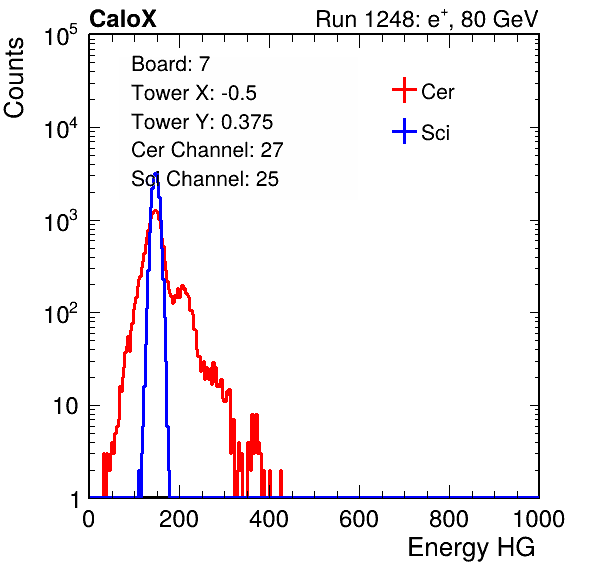 CaloX Run 1248: e⁺, 80 GeV
Counts
Board: 7
Tower X: -0.5
Tower Y: 0.375
Cer Channel: 27
Sci Channel: 25
Cer
Sci
10⁵
10⁴
10³
10²
10
1
0 200 400 600 800 1000
Energy HG